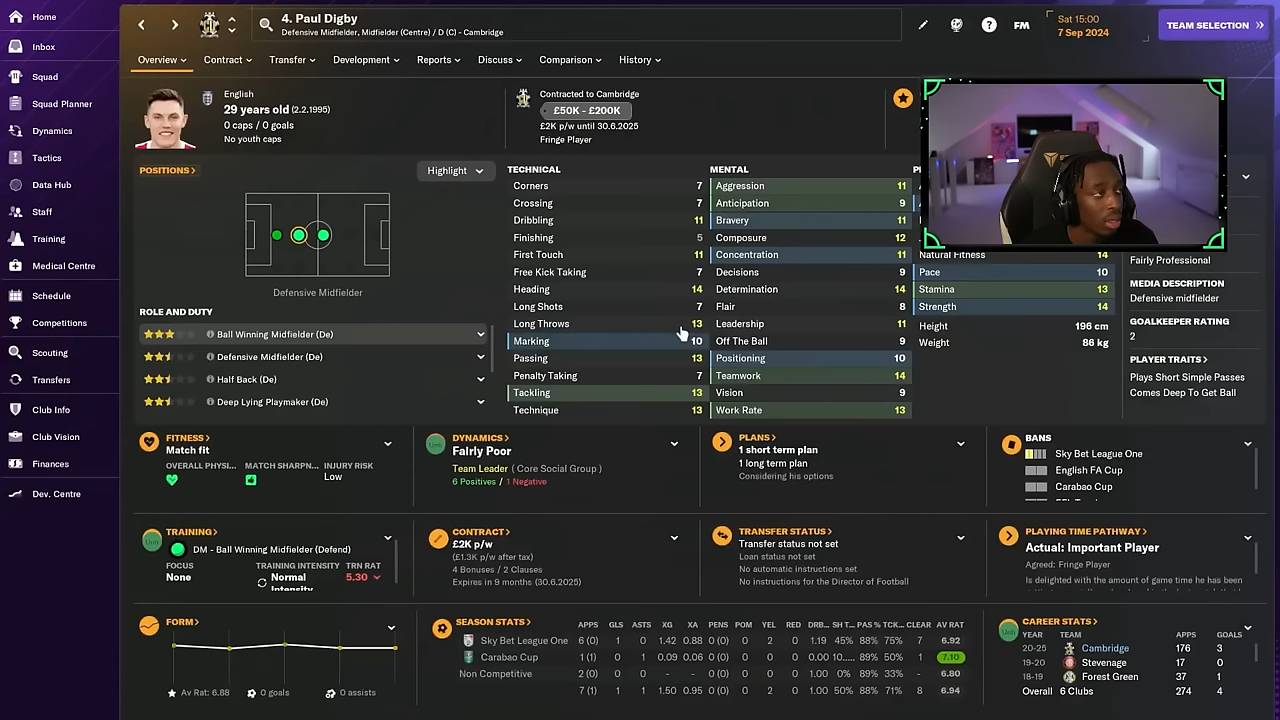 Home
Inbox
Squad
Squad Planner
Dynamics
Tactics
Data Hub
Staff
Training
Medical Centre
Schedule
Competitions
Scouting
Transfers
Club Info
Club Vision
Finances
Dev. Centre
4. Paul Digby
Defensive Midfielder, Midfielder (Centre) / D (C) - Cambridge
FM
Sat 15:00
7 Sep 2024
TEAM SELECTION
Overview Contract Transfer Development Reports Discuss Comparison History
English
29 years old (2.2.1995)
0 caps / 0 goals
No youth caps
Contracted to Cambridge
£50K - £200K
£2K p/w until 30.6.2025
Fringe Player
POSITIONS
Highlight
Defensive Midfielder
ROLE AND DUTY
Ball Winning Midfielder (De)
Defensive Midfielder (De)
Half Back (De)
Deep Lying Playmaker (De)
TECHNICAL
Corners 7
Crossing 7
Dribbling 11
Finishing 5
First Touch 11
Free Kick Taking 7
Heading 14
Long Shots 7
Long Throws 13
Marking 10
Passing 13
Penalty Taking 7
Tackling 13
Technique 13
MENTAL
Aggression 11
Anticipation 9
Bravery 11
Composure 12
Concentration 11
Decisions 9
Determination 14
Flair 8
Leadership 11
Off The Ball 9
Positioning 10
Teamwork 14
Vision 9
Work Rate 13
Natural Fitness 14
Pace 10
Stamina 13
Strength 14
Height 196 cm
Weight 86 kg
Fairly Professional
MEDIA DESCRIPTION
Defensive midfielder
GOALKEEPER RATING
2
PLAYER TRAITS
Plays Short Simple Passes
Comes Deep To Get Ball
FITNESS
Match fit
OVERALL PHYSI... MATCH SHARPN... INJURY RISK
Low
DYNAMICS
Fairly Poor
Team Leader ( Core Social Group )
6 Positives / 1 Negative
PLANS
1 short term plan
1 long term plan
Considering his options
BANS
Sky Bet League One
English FA Cup
Carabao Cup
TRAINING
DM - Ball Winning Midfielder (Defend)
FOCUS TRAINING INTENSITY TRN RAT
None Normal Intensity 5.30
CONTRACT
£2K p/w
(£1.3K p/w after tax)
4 Bonuses / 2 Clauses
Expires in 9 months (30.6.2025)
TRANSFER STATUS
Transfer status not set
Loan status not set
No automatic instructions set
No instructions for the Director of Football
PLAYING TIME PATHWAY
Actual: Important Player
Agreed: Fringe Player
Is delighted with the amount of game time he has been
FORM
Av Rat: 6.88 0 goals 0 assists
SEASON STATS APPS GLS ASTS XG XA PENS POM YEL RED DRB... SH T... PAS % TCK... CLEAR AV RAT
Sky Bet League One 6 (0) 1 0 1.42 0.88 0 (0) 0 2 0 1.19 45% 88% 75% 7 6.92
Carabao Cup 1 (1) 0 1 0.09 0.06 0 (0) 0 0 0 0.00 10.... 89% 50% 1 7.10
Non Competitive 2 (0) 0 0 - - 0 (0) 0 0 0 1.00 0% 89% 33% - 6.80
7 (1) 1 1 1.50 0.95 0 (0) 0 2 0 1.00 50% 88% 71% 8 6.94
CAREER STATS
YEAR TEAM APPS GOALS
20-25 Cambridge 176 3
19-20 Stevenage 17 0
18-19 Forest Green 37 1
Overall 6 Clubs 274 4